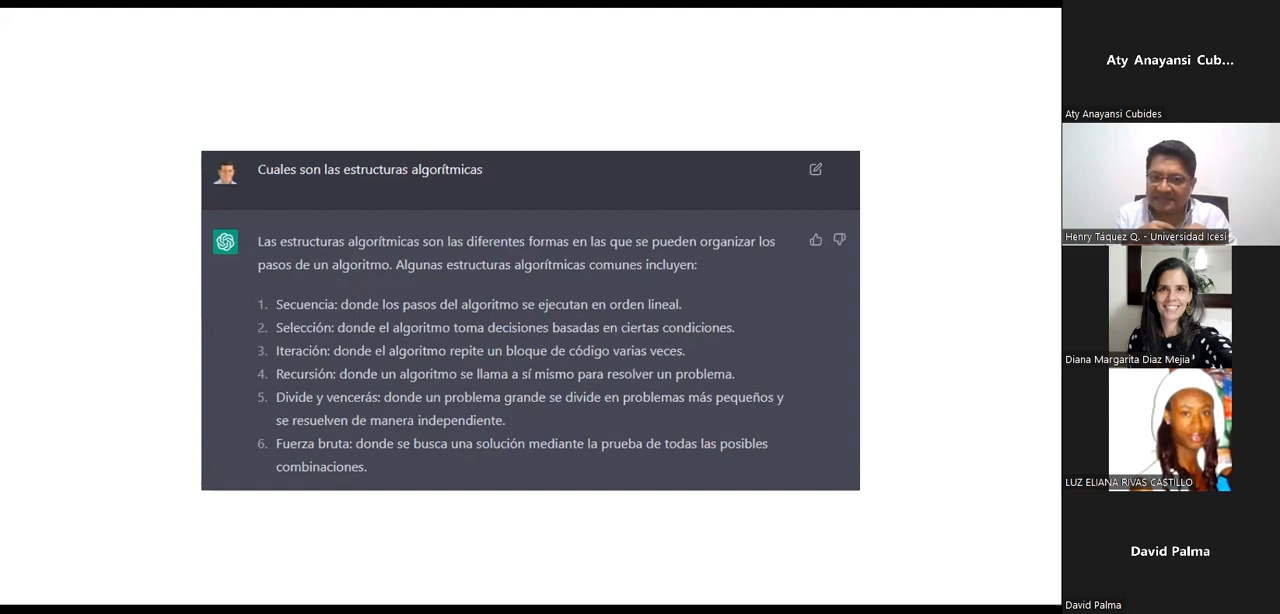 Cuales son las estructuras algorítmicas
Las estructuras algorítmicas son las diferentes formas en las que se pueden organizar los
pasos de un algoritmo. Algunas estructuras algorítmicas comunes incluyen:
1. Secuencia: donde los pasos del algoritmo se ejecutan en orden lineal.
2. Selección: donde el algoritmo toma decisiones basadas en ciertas condiciones.
3. Iteración: donde el algoritmo repite un bloque de código varias veces.
4. Recursión: donde un algoritmo se llama a sí mismo para resolver un problema.
5. Divide y vencerás: donde un problema grande se divide en problemas más pequeños y
se resuelven de manera independiente.
6. Fuerza bruta: donde se busca una solución mediante la prueba de todas las posibles
combinaciones.
Aty Anayansi Cub...
Aty Anayansi Cubides
Henry Táquez Q. - Universidad Icesi
Diana Margarita Diaz Mejia
LUZ ELIANA RIVAS CASTILLO
David Palma
David Palma